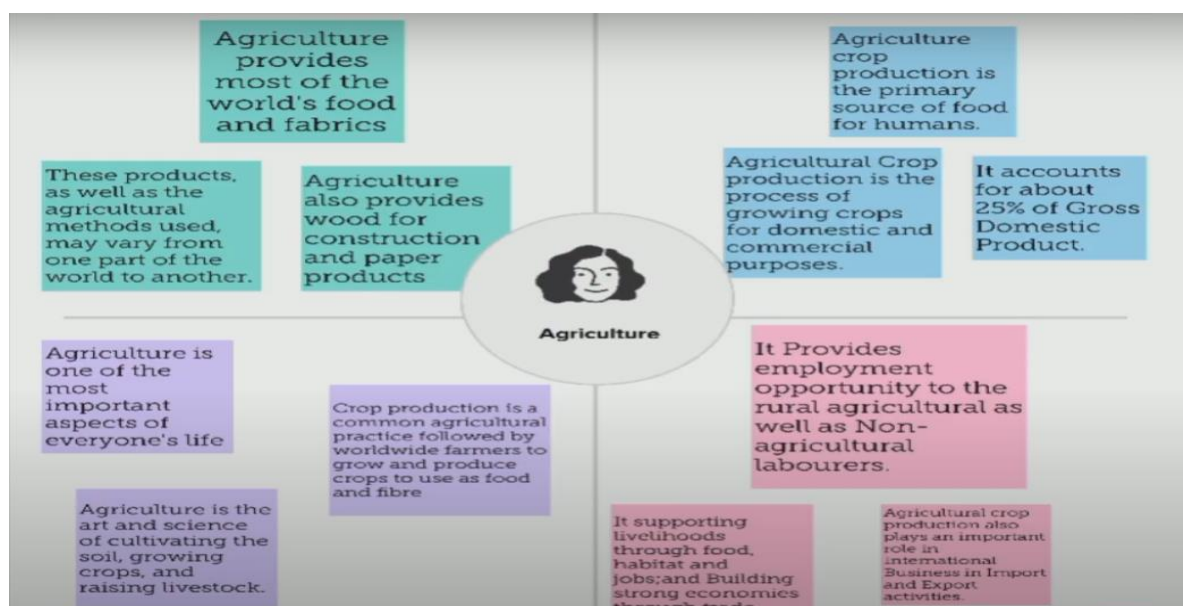 Agriculture
provides
most of the
world's food
and fabrics
These products,
as well as the
agricultural
methods used,
may vary from
one part of the
world to another.
Agriculture
also provides
wood for
construction
and paper
products
Agriculture
crop
production is
the primary
source of food
for humans.
Agricultural Crop
production is the
process of
growing crops
for domestic and
commercial
purposes.
It accounts
for about
25% of Gross
Domestic
Product.
Agriculture
Agriculture is
one of the
most
important
aspects of
everyone's life
Crop production is a
common agricultural
practice followed by
worldwide farmers to
grow and produce
crops to use as food
and fibre
Agriculture is the
art and science
of cultivating the
soil, growing
crops, and
raising livestock.
It Provides
employment
opportunity to the
rural agricultural as
well as Non-
agricultural
labourers.
It supporting
livelihoods
through food,
habitat and
jobs;and Building
strong economies
through trade
Agricultural crop
production also
plays an important
role in
International
Business in Import
and Export
activities.